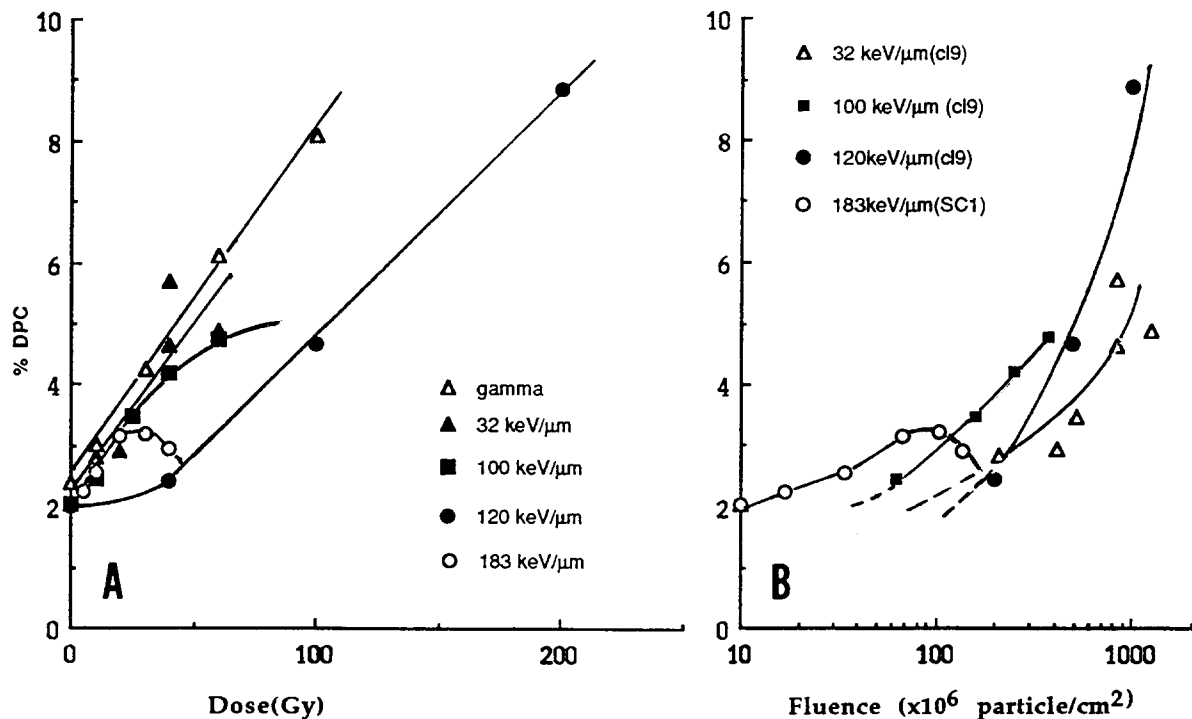 10
8
6
4
2
0
% DPC
gamma
32 keV/μm
100 keV/μm
120 keV/μm
183 keV/μm
A
0
100
200
Dose(Gy)
10
8
6
4
2
0
32 keV/μm(cl9)
100 keV/μm (cl9)
120keV/μm(cl9)
183keV/μm(SC1)
B
10
100
1000
Fluence (x10⁶ particle/cm²)